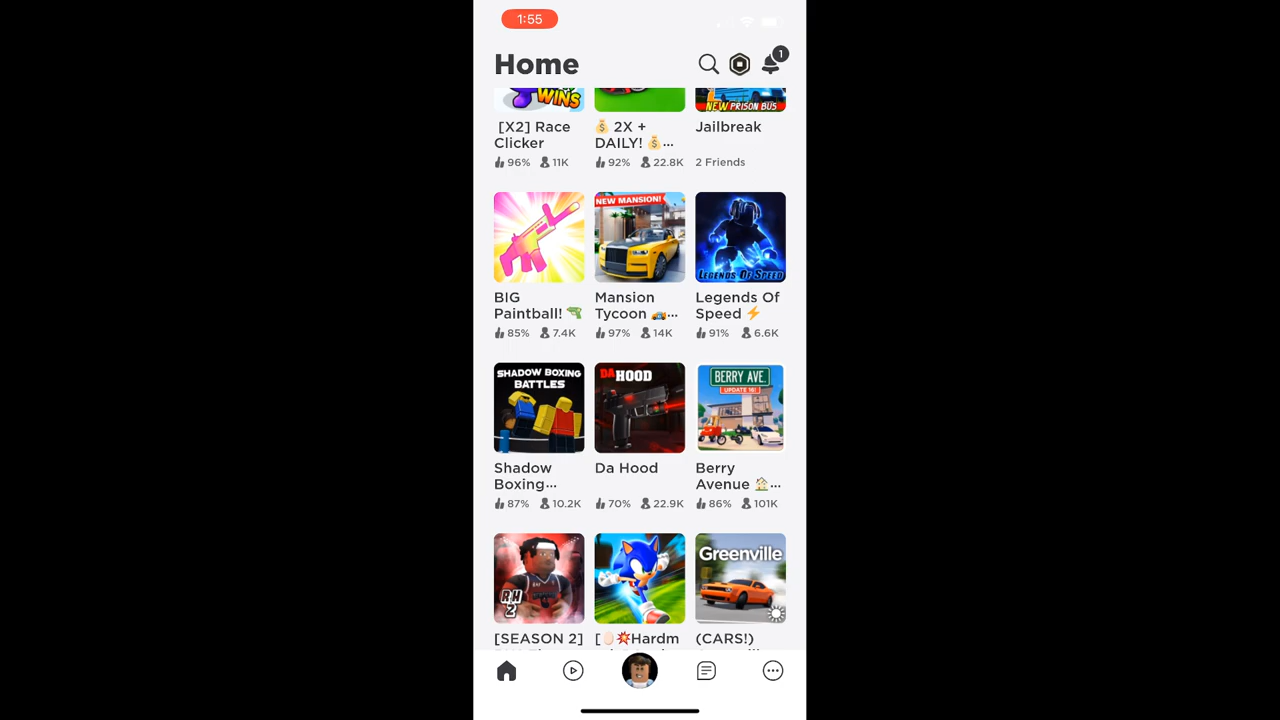 1:55
Home
1
WINS
NEW PRISON BUS
[X2] Race
Clicker
💰 2X +
DAILY! 💰...
Jailbreak
96% 11K
92% 22.8K
2 Friends
NEW MANSION!
LEGENDS OF SPEED
BIG
Paintball! 🔫
Mansion
Tycoon 🚗...
Legends Of
Speed ⚡
85% 7.4K
97% 14K
91% 6.6K
SHADOW BOXING
BATTLES
DA HOOD
BERRY AVE.
UPDATE 16!
Shadow
Boxing...
Da Hood
Berry
Avenue 🏠...
87% 10.2K
70% 22.9K
86% 101K
RH
2
Greenville
[SEASON 2]
[🥚💥Hardm
(CARS!)